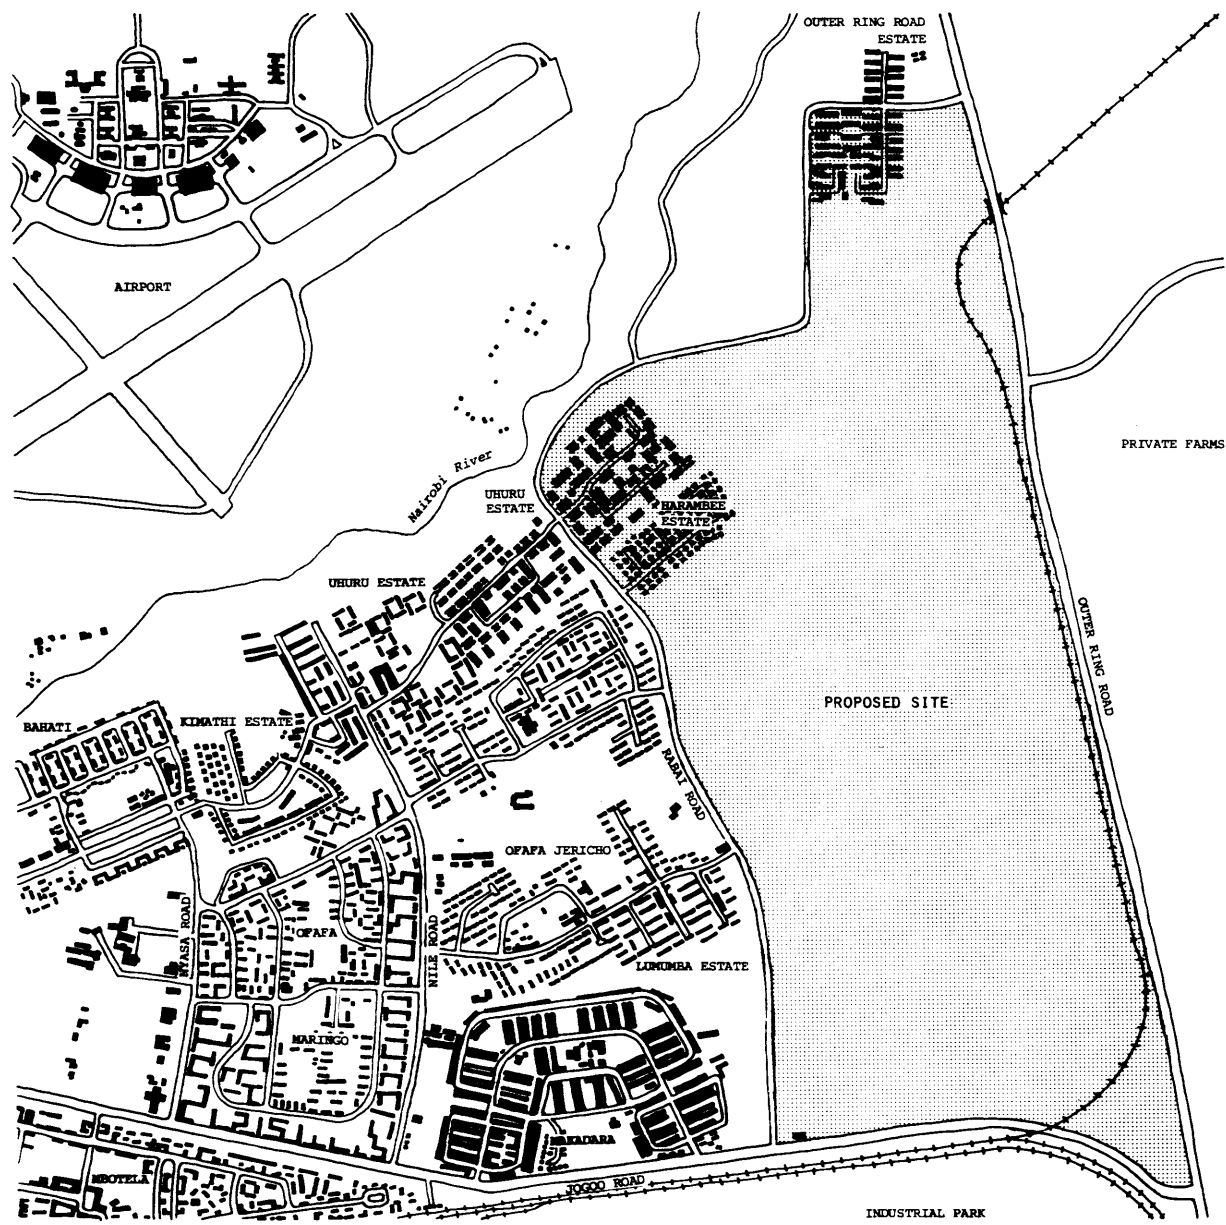 OUTER RING ROAD
ESTATE
AIRPORT
PRIVATE FARMS
Nairobi River
UHURU
ESTATE
HARAMBEE
ESTATE
UHURU ESTATE
OUTER RING ROAD
PROPOSED SITE
BAHATI
KIMATHI ESTATE
RABAI ROAD
OFAFA JERICHO
NYASA ROAD
OFAFA
NILE ROAD
LUMUMBA ESTATE
MARINGO
MAKADARA
MBOTELA
JOGOO ROAD
INDUSTRIAL PARK